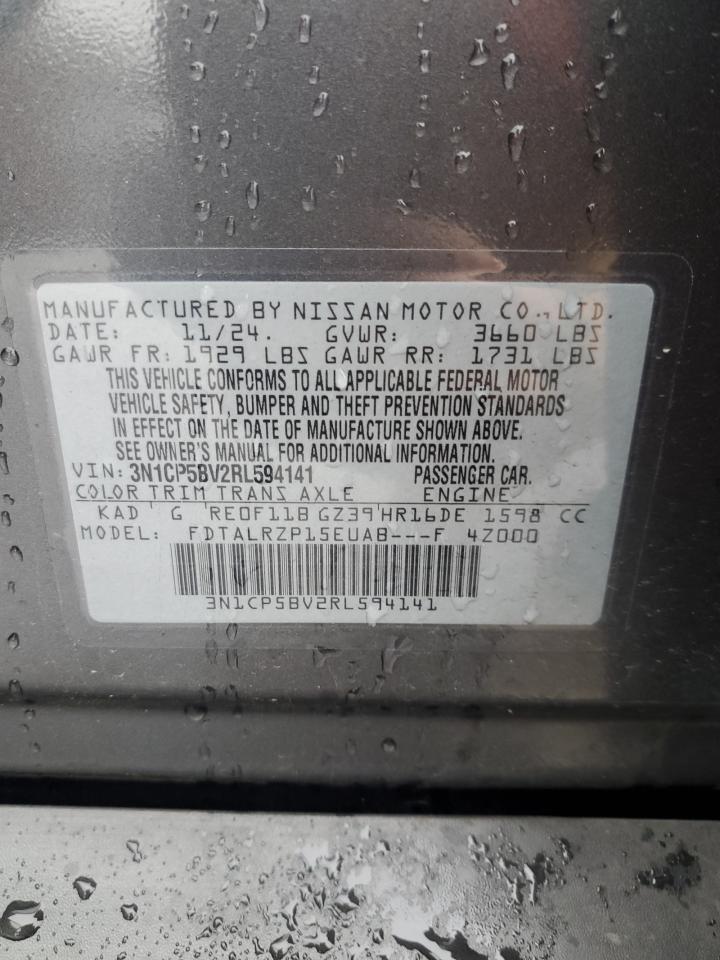 MANUFACTURED BY NISSAN MOTOR CO., LTD.
DATE: 11/24. GVWR: 3660 LBS
GAWR FR: 1929 LBS GAWR RR: 1731 LBS
THIS VEHICLE CONFORMS TO ALL APPLICABLE FEDERAL MOTOR
VEHICLE SAFETY, BUMPER AND THEFT PREVENTION STANDARDS
IN EFFECT ON THE DATE OF MANUFACTURE SHOWN ABOVE.
SEE OWNER'S MANUAL FOR ADDITIONAL INFORMATION.
VIN: 3N1CP5BV2RL594141 PASSENGER CAR.
COLOR TRIM TRANS AXLE ENGINE
KAD G RE0F11B GZ39 HR16DE 1598 CC
MODEL: FDTALRZP15EUAB---F 4Z000
3N1CP5BV2RL594141